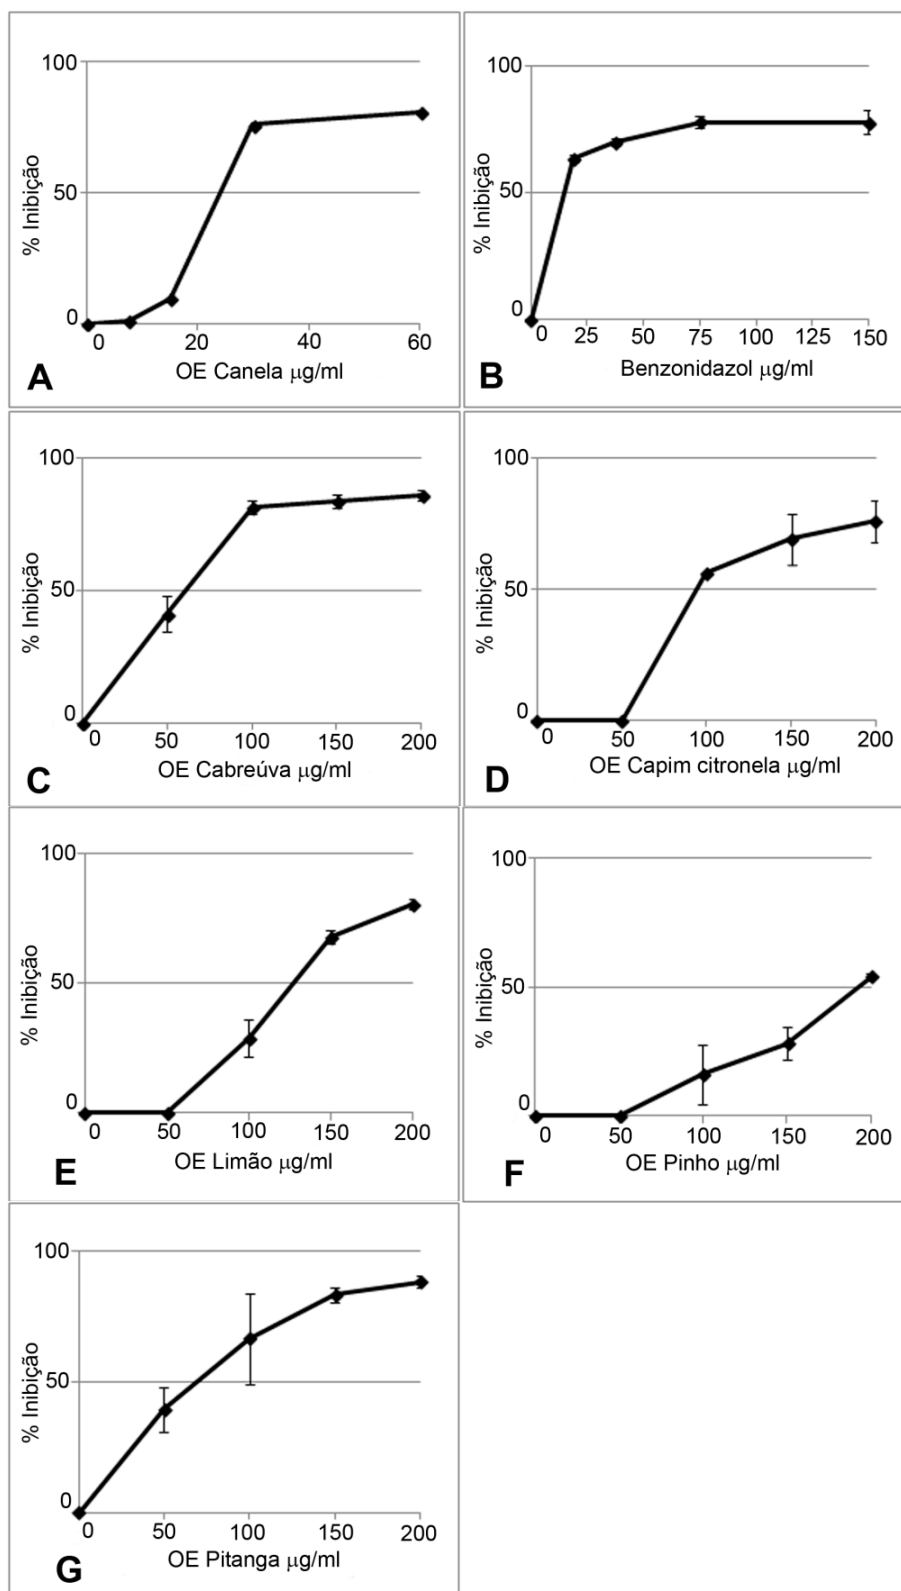 100
50
0
% Inibição
0 20 40 60
OE Canela µg/ml
A
100
50
0
% Inibição
0 25 50 75 100 125 150
Benzonidazol µg/ml
B
100
50
0
% Inibição
0 50 100 150 200
OE Cabreúva µg/ml
C
100
50
0
% Inibição
0 50 100 150 200
OE Capim citronela µg/ml
D
100
50
0
% Inibição
0 50 100 150 200
OE Limão µg/ml
E
100
50
0
% Inibição
0 50 100 150 200
OE Pinho µg/ml
F
100
50
0
% Inibição
0 50 100 150 200
OE Pitanga µg/ml
G